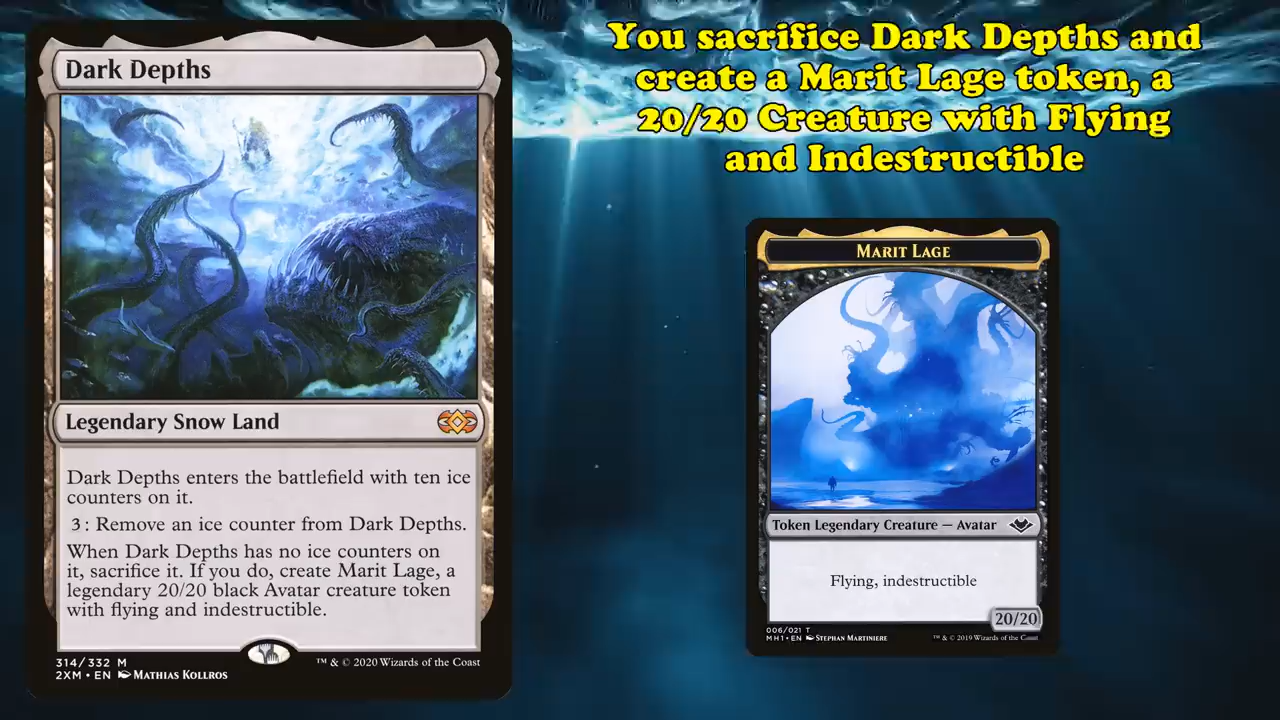 Dark Depths
Legendary Snow Land
Dark Depths enters the battlefield with ten ice
counters on it.
3: Remove an ice counter from Dark Depths.
When Dark Depths has no ice counters on
it, sacrifice it. If you do, create Marit Lage, a
legendary 20/20 black Avatar creature token
with flying and indestructible.
314/332 M
2XM • EN Mathias Kollros
™ & © 2020 Wizards of the Coast
You sacrifice Dark Depths and
create a Marit Lage token, a
20/20 Creature with Flying
and Indestructible
Marit Lage
Token Legendary Creature — Avatar
Flying, indestructible
20/20
006/021 T
MH1 • EN Stephan Martiniere
™ & © 2019 Wizards of the Coast